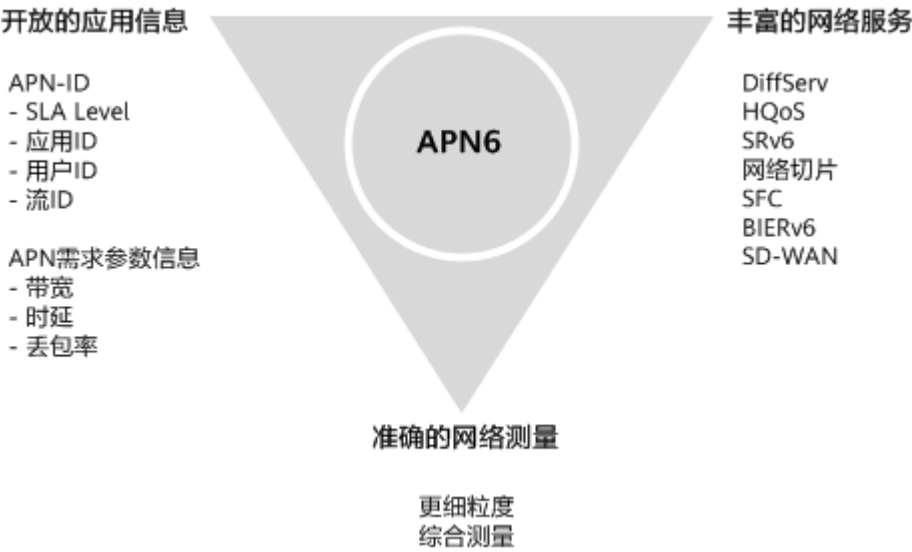 开放的应用信息
APN-ID
- SLA Level
- 应用ID
- 用户ID
- 流ID
APN需求参数信息
- 带宽
- 时延
- 丢包率
APN6
丰富的网络服务
DiffServ
HQoS
SRv6
网络切片
SFC
BIERv6
SD-WAN
准确的网络测量
更细粒度
综合测量